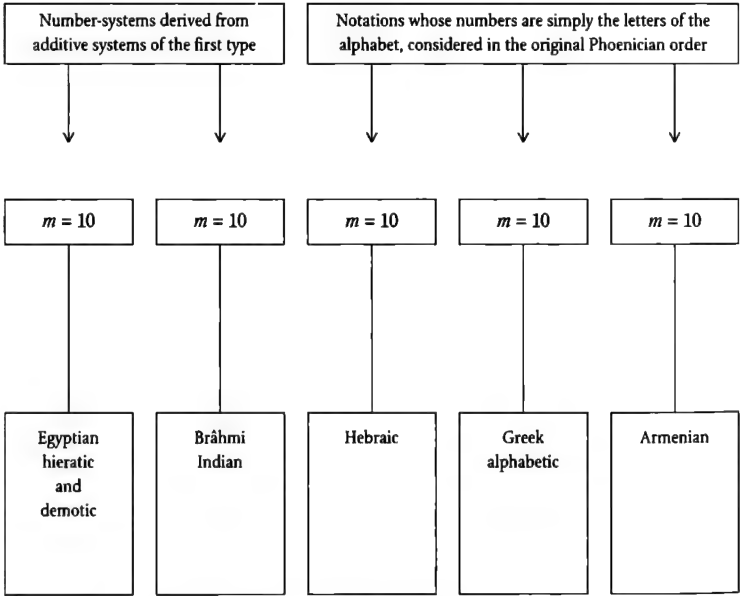 Number-systems derived from
additive systems of the first type
Notations whose numbers are simply the letters of the
alphabet, considered in the original Phoenician order
m = 10
m = 10
m = 10
m = 10
m = 10
Egyptian
hieratic
and
demotic
Brâhmi
Indian
Hebraic
Greek
alphabetic
Armenian